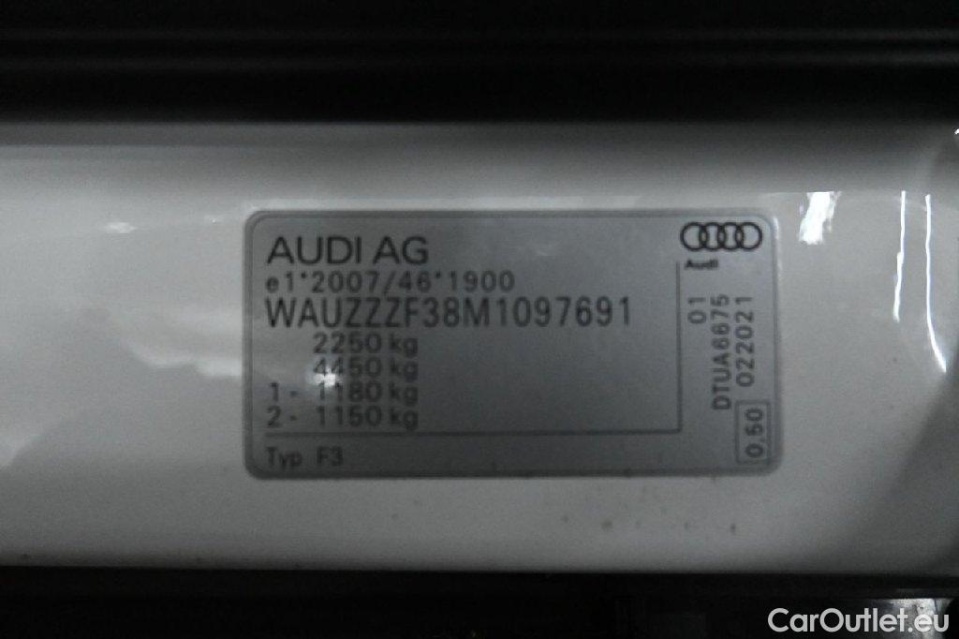 AUDI AG
e1*2007/46*1900
WAUZZZF38M1097691
2250 kg
4450 kg
1 - 1180 kg
2 - 1150 kg
Typ F3
Audi
01
DTUA6675
022021
0,50
CarOutlet.eu